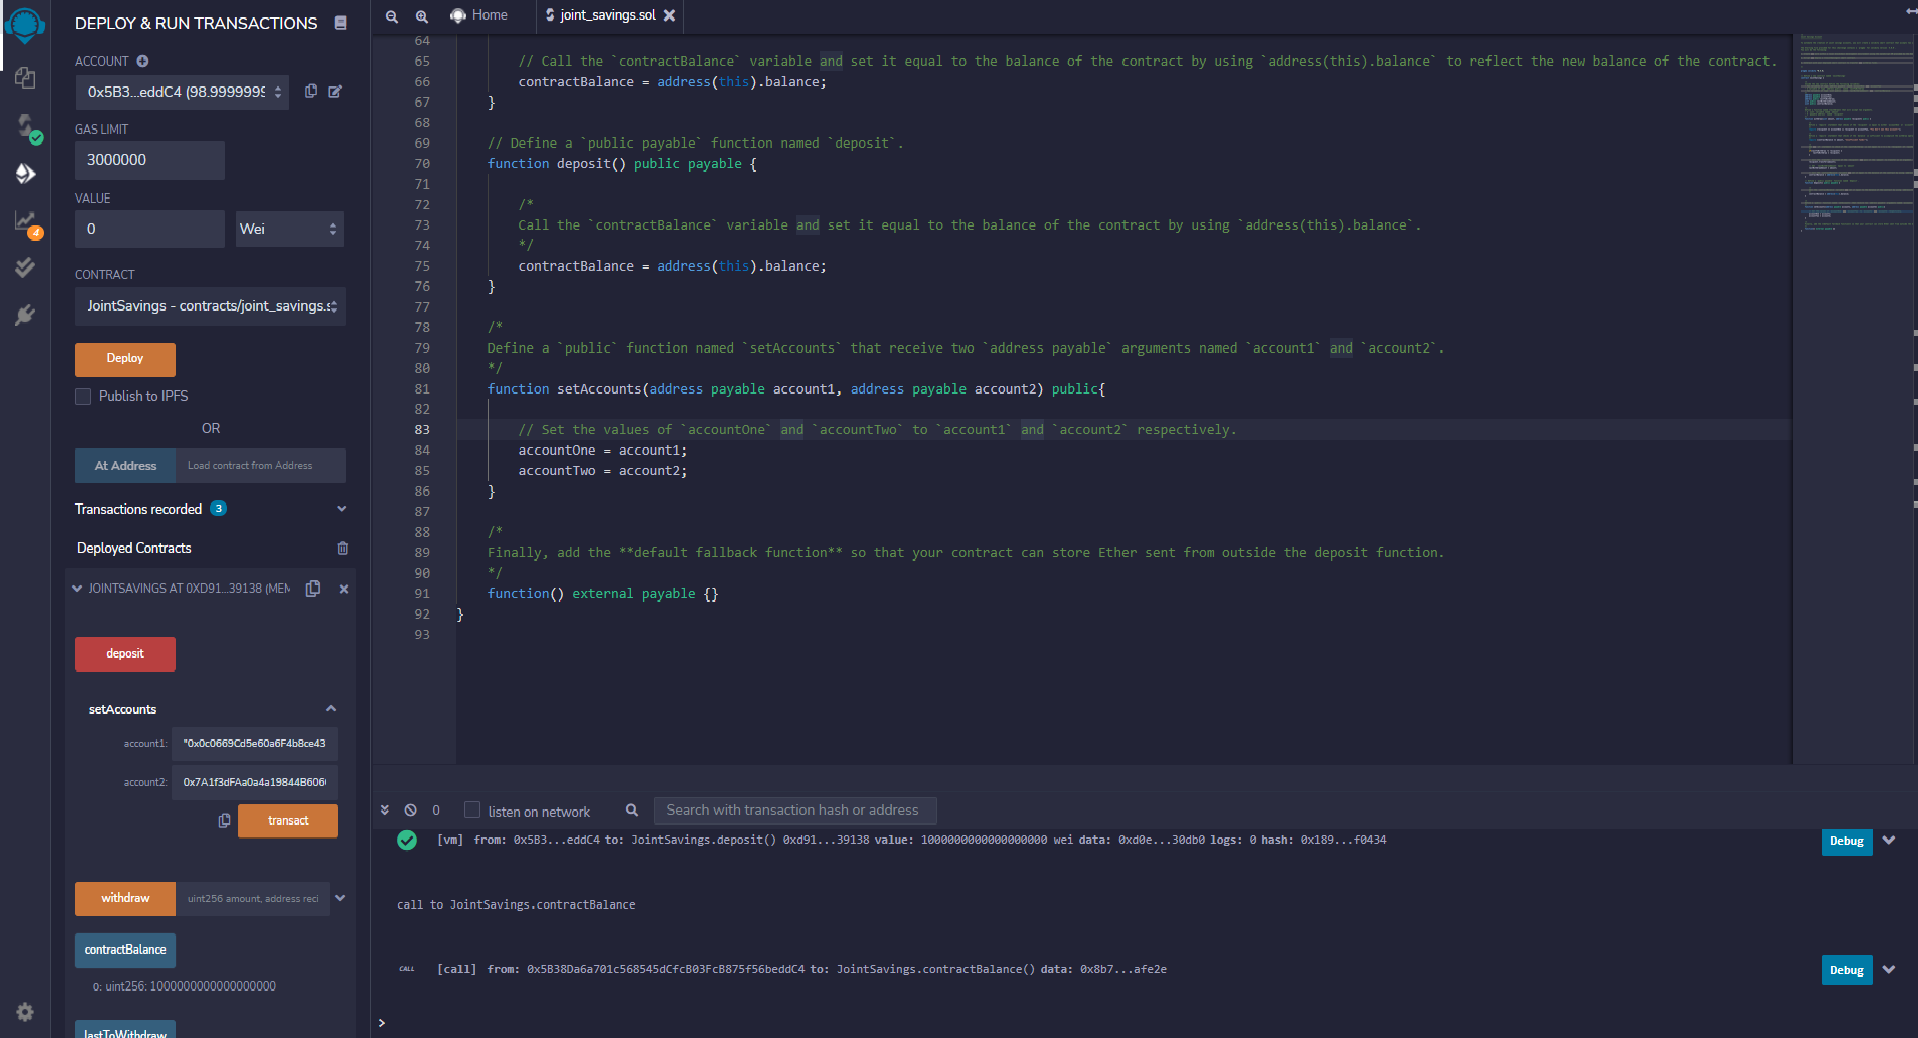 DEPLOY & RUN TRANSACTIONS
ACCOUNT
0x5B3...eddC4 (98.9999999
GAS LIMIT
3000000
VALUE
0
Wei
4
CONTRACT
JointSavings - contracts/joint_savings.s
Deploy
Publish to IPFS
OR
At Address
Load contract from Address
Transactions recorded 3
Deployed Contracts
JOINTSAVINGS AT 0XD91...39138 (MEM
deposit
setAccounts
account1: "0x0c0669Cd5e60a6F4b8ce43
account2: 0x7A1f3dFAa0a4a19844B606
transact
withdraw
uint256 amount, address reci
contractBalance
0: uint256: 1000000000000000000
lastToWithdraw
Home
joint_savings.sol
64
65 // Call the `contractBalance` variable and set it equal to the balance of the contract by using `address(this).balance` to reflect the new balance of the contract.
66 contractBalance = address(this).balance;
67 }
68
69 // Define a `public payable` function named `deposit`.
70 function deposit() public payable {
71
72 /*
73 Call the `contractBalance` variable and set it equal to the balance of the contract by using `address(this).balance`.
74 */
75 contractBalance = address(this).balance;
76 }
77
78 /*
79 Define a `public` function named `setAccounts` that receive two `address payable` arguments named `account1` and `account2`.
80 */
81 function setAccounts(address payable account1, address payable account2) public{
82
83 // Set the values of `accountOne` and `accountTwo` to `account1` and `account2` respectively.
84 accountOne = account1;
85 accountTwo = account2;
86 }
87
88 /*
89 Finally, add the **default fallback function** so that your contract can store Ether sent from outside the deposit function.
90 */
91 function() external payable {}
92 }
93
0
listen on network
Search with transaction hash or address
[vm] from: 0x5B3...eddC4 to: JointSavings.deposit() 0xd91...39138 value: 1000000000000000000 wei data: 0xd0e...30db0 logs: 0 hash: 0x189...f0434
Debug
call to JointSavings.contractBalance
CALL [call] from: 0x5B38Da6a701c568545dCfcB03FcB875f56beddC4 to: JointSavings.contractBalance() data: 0x8b7...afe2e
Debug
>